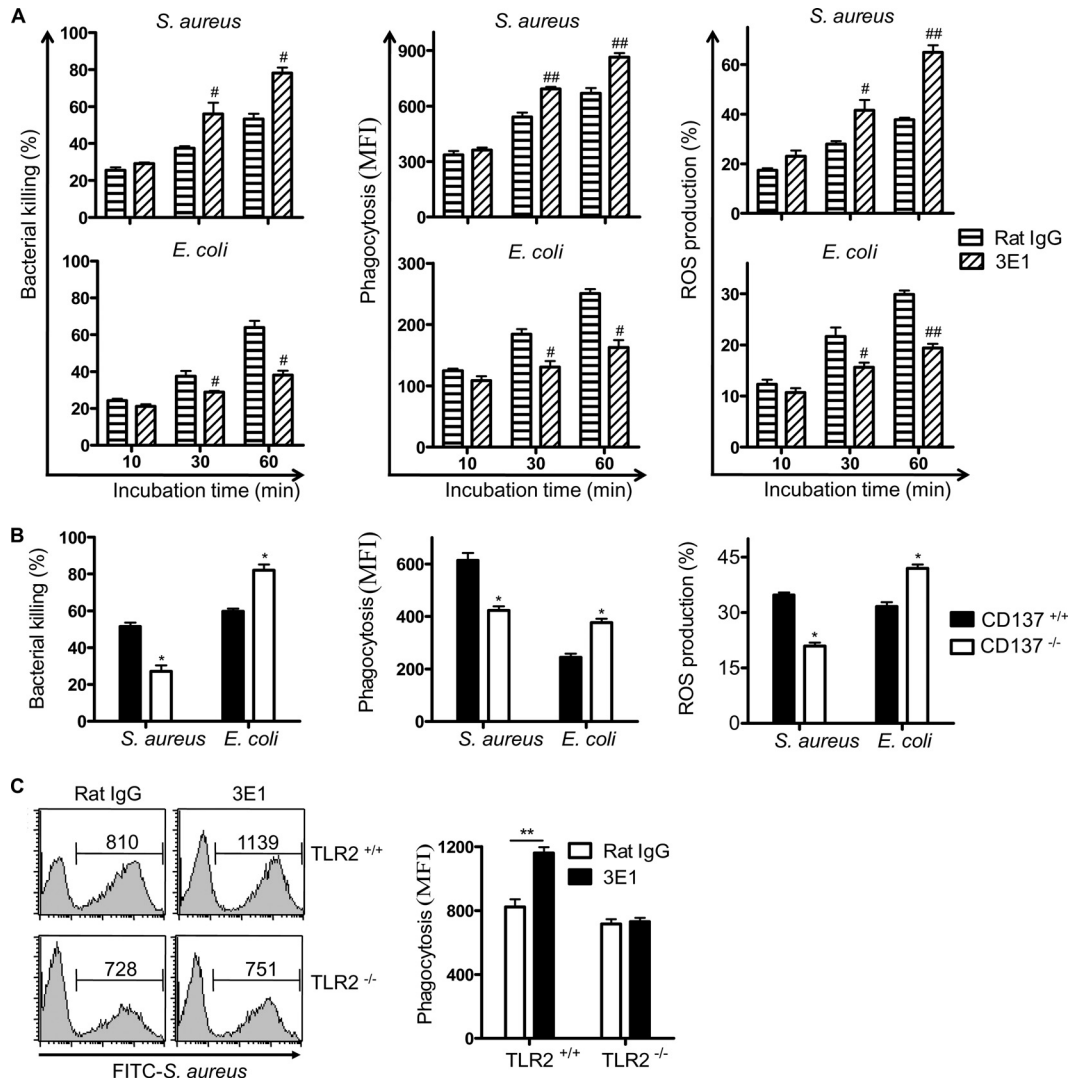 A
S. aureus
100
80
60
40
20
0
Bacterial killing (%)
#
#
E. coli
100
80
60
40
20
0
#
#
10 30 60
Incubation time (min)
S. aureus
900
600
300
0
Phagocytosis (MFI)
##
##
E. coli
300
200
100
0
#
#
10 30 60
Incubation time (min)
S. aureus
60
40
20
0
ROS production (%)
#
##
E. coli
30
20
10
0
#
##
10 30 60
Incubation time (min)
Rat IgG
3E1
B
100
80
60
40
20
0
Bacterial killing (%)
*
*
S. aureus E. coli
600
400
200
0
Phagocytosis (MFI)
*
*
S. aureus E. coli
45
30
15
0
ROS production (%)
*
*
S. aureus E. coli
CD137 +/+
CD137 -/-
C
Rat IgG 3E1
810 1139 TLR2 +/+
728 751 TLR2 -/-
FITC-S. aureus
1200
800
400
0
Phagocytosis (MFI)
**
Rat IgG
3E1
TLR2 +/+ TLR2 -/-